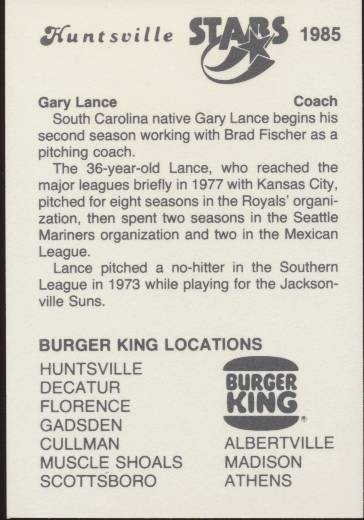 Huntsville STARS 1985
Gary Lance Coach
South Carolina native Gary Lance begins his
second season working with Brad Fischer as a
pitching coach.
The 36-year-old Lance, who reached the
major leagues briefly in 1977 with Kansas City,
pitched for eight seasons in the Royals' organi-
zation, then spent two seasons in the Seattle
Mariners organization and two in the Mexican
League.
Lance pitched a no-hitter in the Southern
League in 1973 while playing for the Jackson-
ville Suns.
BURGER KING LOCATIONS
HUNTSVILLE
DECATUR
FLORENCE
GADSDEN
CULLMAN
MUSCLE SHOALS
SCOTTSBORO
BURGER
KING
®
ALBERTVILLE
MADISON
ATHENS